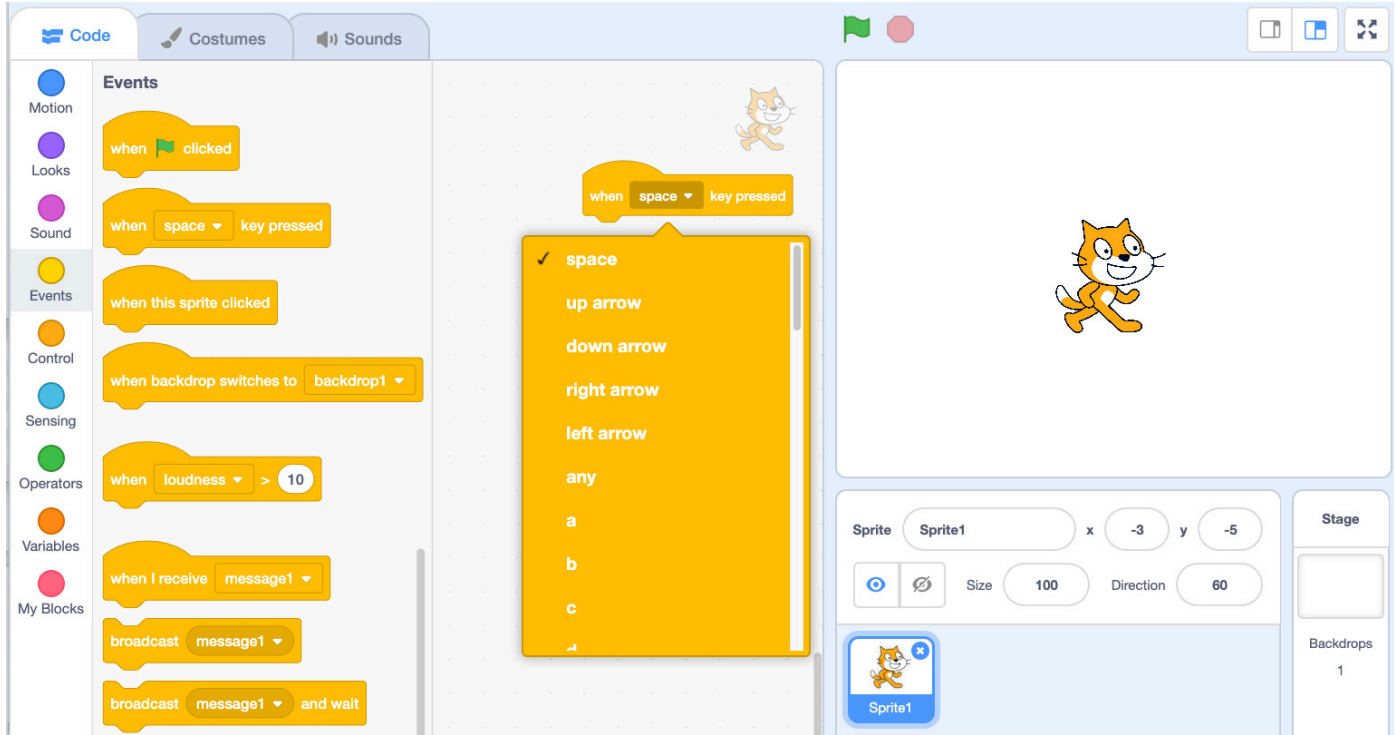 Code
Costumes
Sounds
Motion
Looks
Sound
Events
Control
Sensing
Operators
Variables
My Blocks
Events
when clicked
when space key pressed
when this sprite clicked
when backdrop switches to backdrop1
when loudness > 10
when I receive message1
broadcast message1
broadcast message1 and wait
when space key pressed
✓ space
up arrow
down arrow
right arrow
left arrow
any
a
b
c
d
Sprite Sprite1 x -3 y -5
Size 100 Direction 60
Sprite1
Stage
Backdrops
1